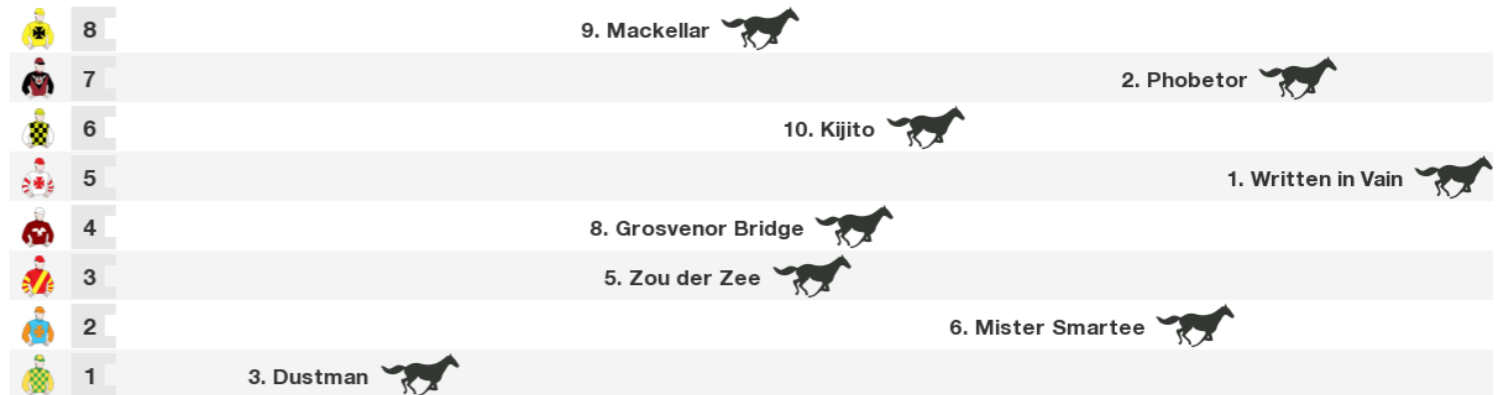 8 9. Mackellar
7 2. Phobetor
6 10. Kijito
5 1. Written in Vain
4 8. Grosvenor Bridge
3 5. Zou der Zee
2 6. Mister Smartee
1 3. Dustman